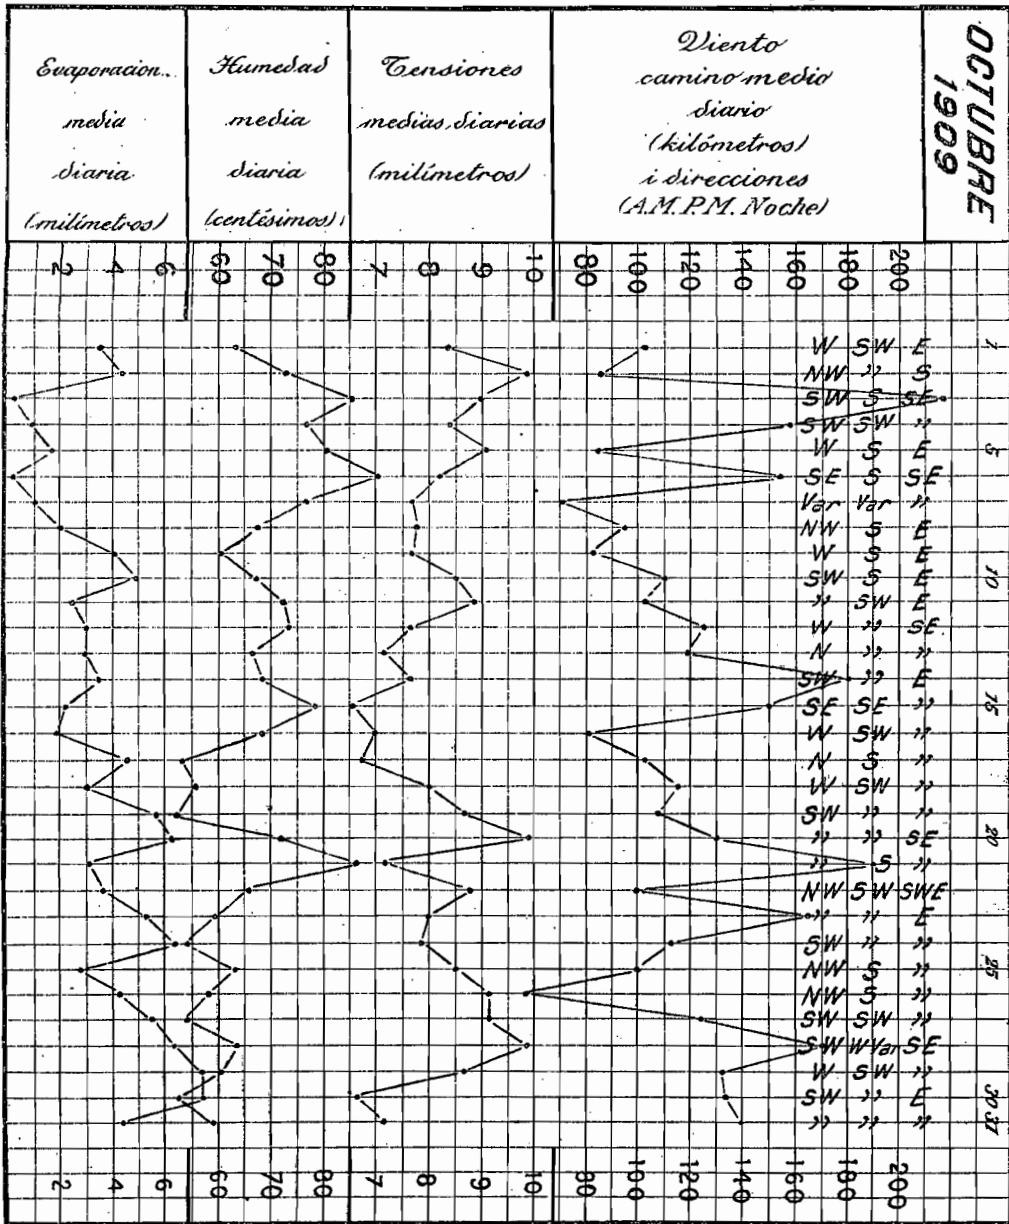 OCTUBRE
1909
Evaporacion
media
diaria
(milímetros)
Humedad
media
diaria
(centésimos)
Tensiones
medias diarias
(milímetros)
Viento
camino medio
diario
(kilómetros)
i direcciones
(A.M. P.M. Noche)
2 4 6 60 70 80 7 8 9 10 80 100 120 140 160 180 200
W SW E 1
NW " S
SW S SE
SW SW "
W S E 5
SE S SE
Var Var "
NW S E
W S E
SW S E 10
" SW E
W " SE
N " "
SW " E
SE SE " 15
W SW "
N S "
W SW "
SW " "
" " SE 20
" S "
NW SW SWE
" " E
SW " "
NW S " 25
NW S "
SW SW "
SW WVar SE
W SW "
SW " E 30
" " " 31
2 4 6 60 70 80 7 8 9 10 80 100 120 140 160 180 200